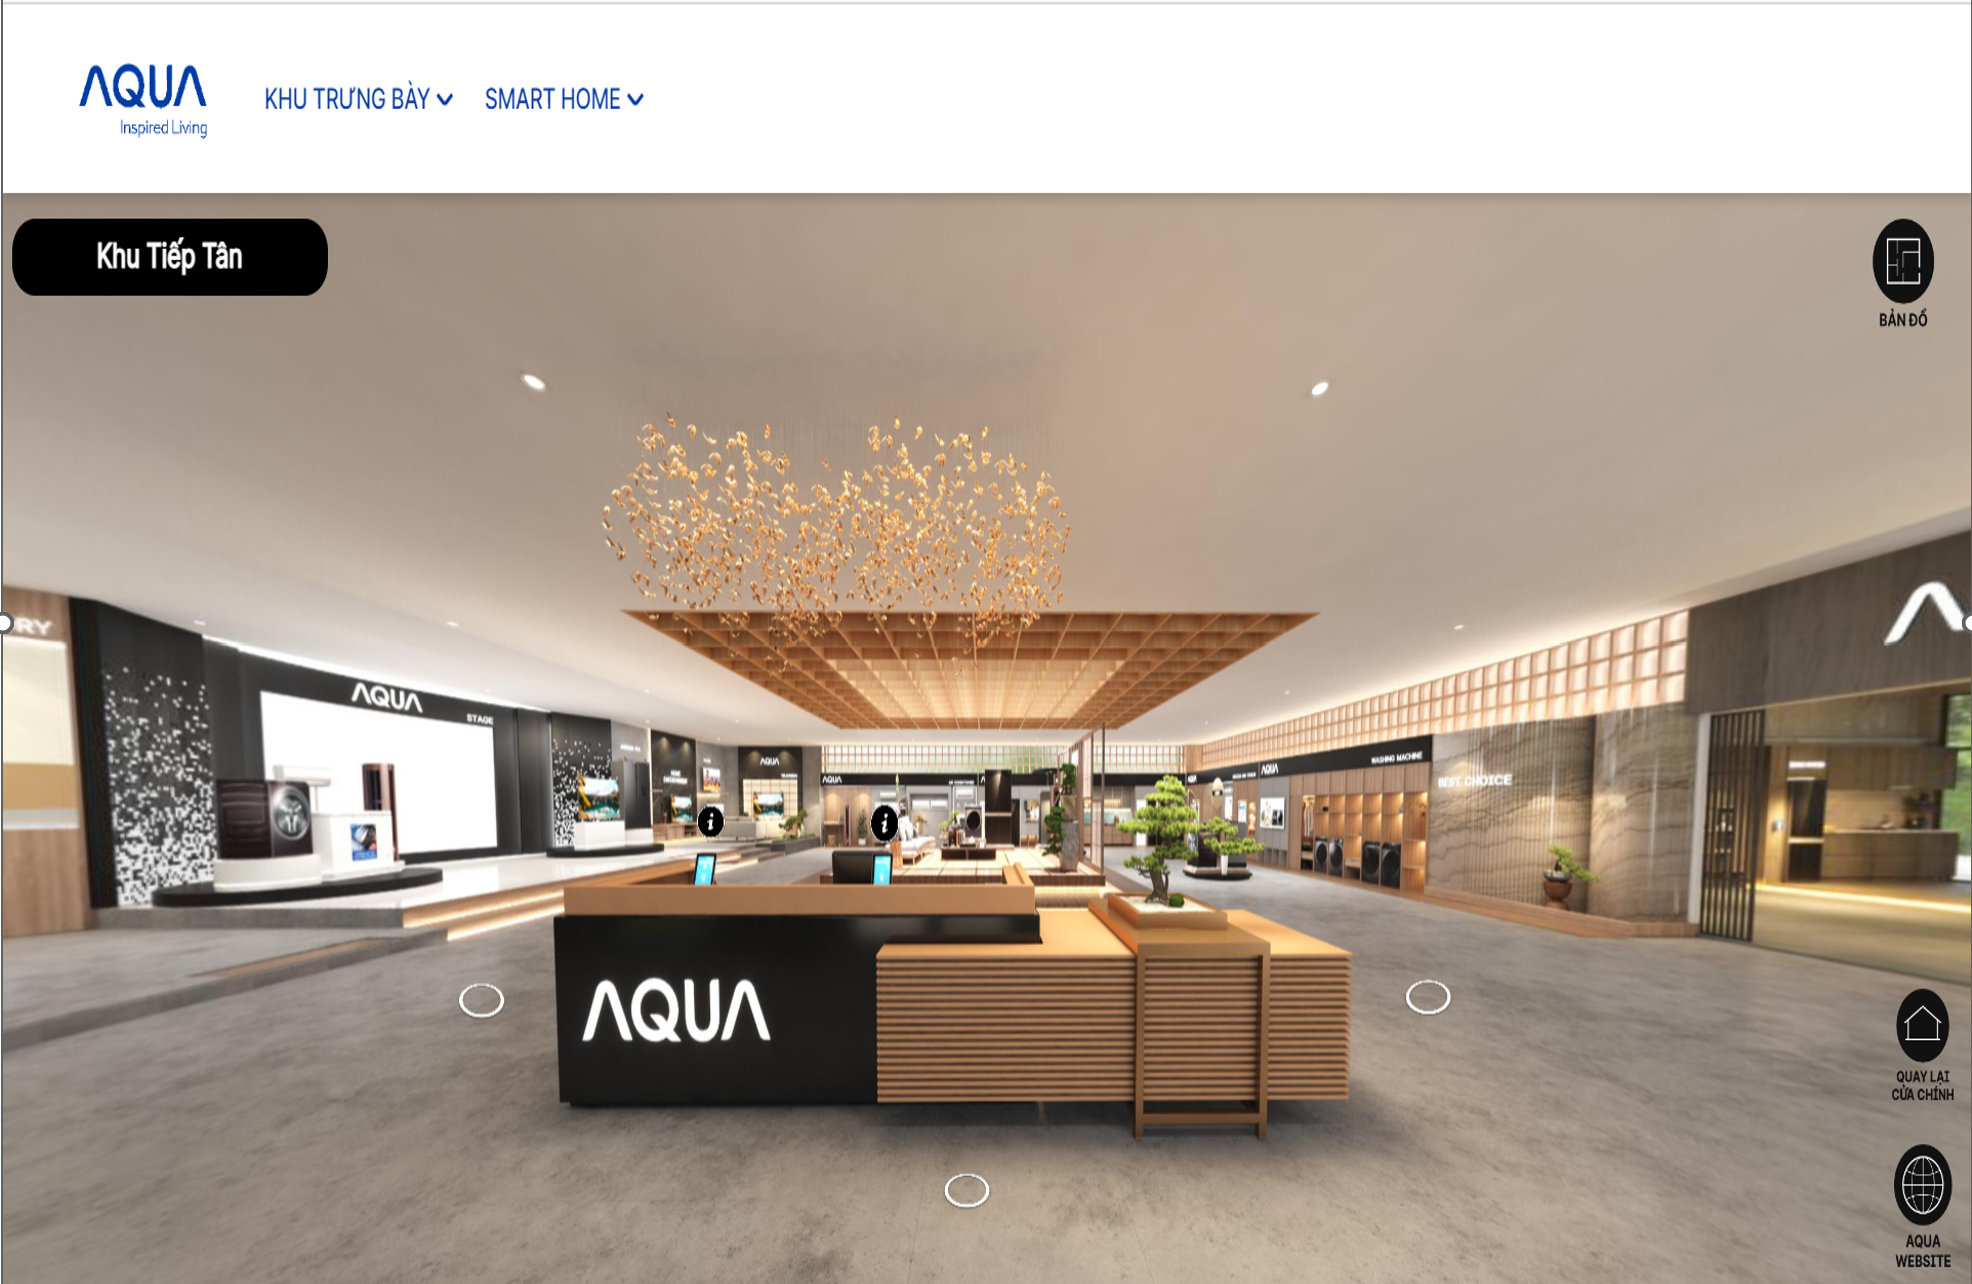 AQUA
Inspired Living
KHU TRƯNG BÀY
SMART HOME
Khu Tiếp Tân
BẢN ĐỒ
RY
AQUA
STAGE
AQUA
AQUA
AQUA
WASHING MACHINE
BEST CHOICE
AQUA
QUAY LẠI
CỬA CHÍNH
AQUA
WEBSITE